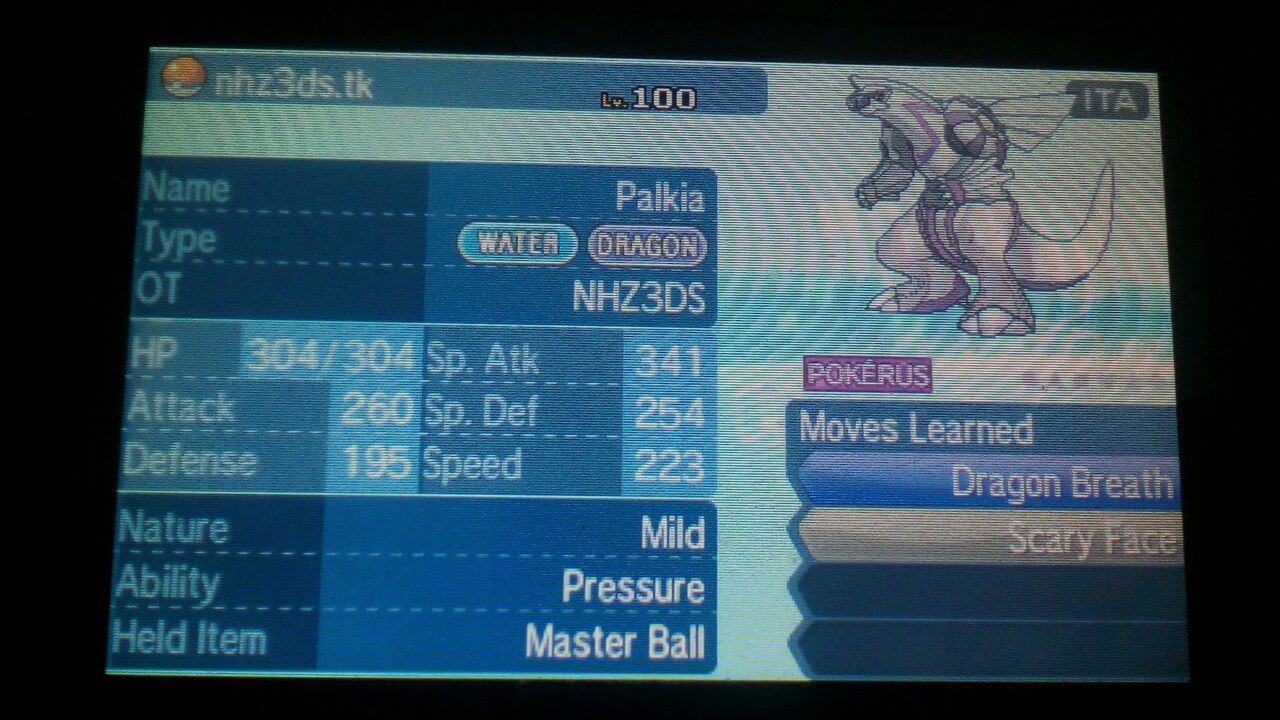 nhz3ds.tk Lv.100
ITA
Name Palkia
Type WATER DRAGON
OT NHZ3DS
HP 304/304 Sp. Atk 341
Attack 260 Sp. Def 254
Defense 195 Speed 223
Nature Mild
Ability Pressure
Held Item Master Ball
POKÉRUS
Moves Learned
Dragon Breath
Scary Face